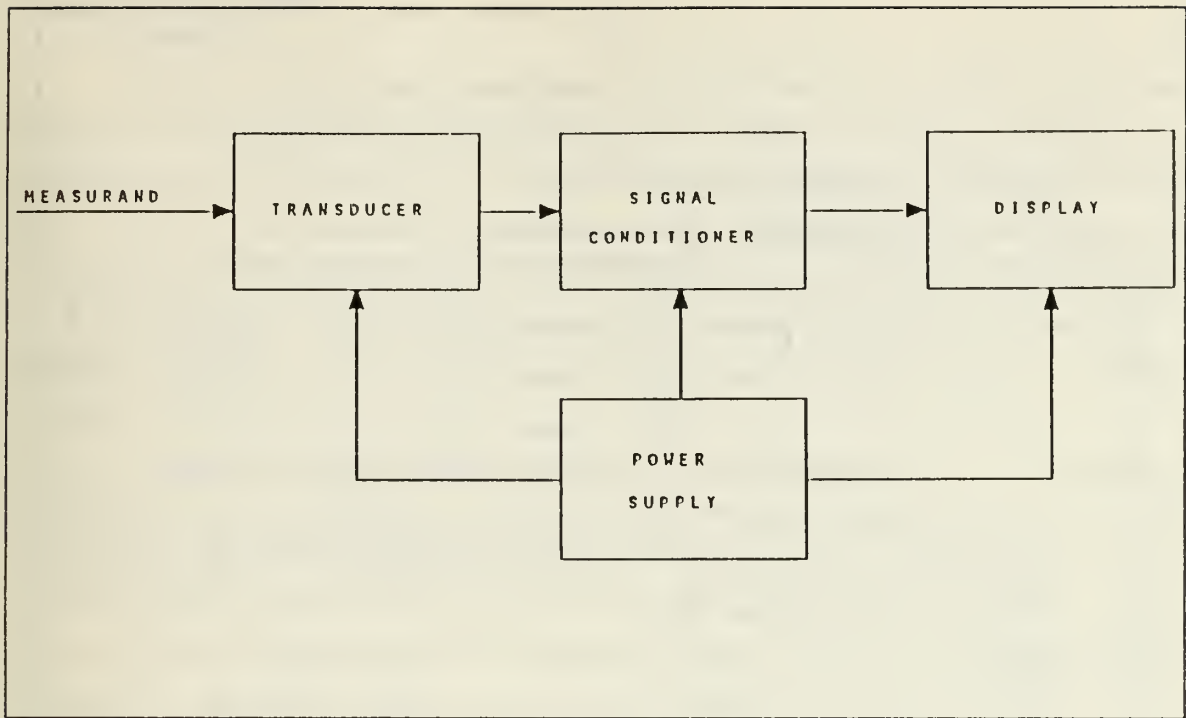 MEASURAND
TRANSDUCER
SIGNAL
CONDITIONER
DISPLAY
POWER
SUPPLY